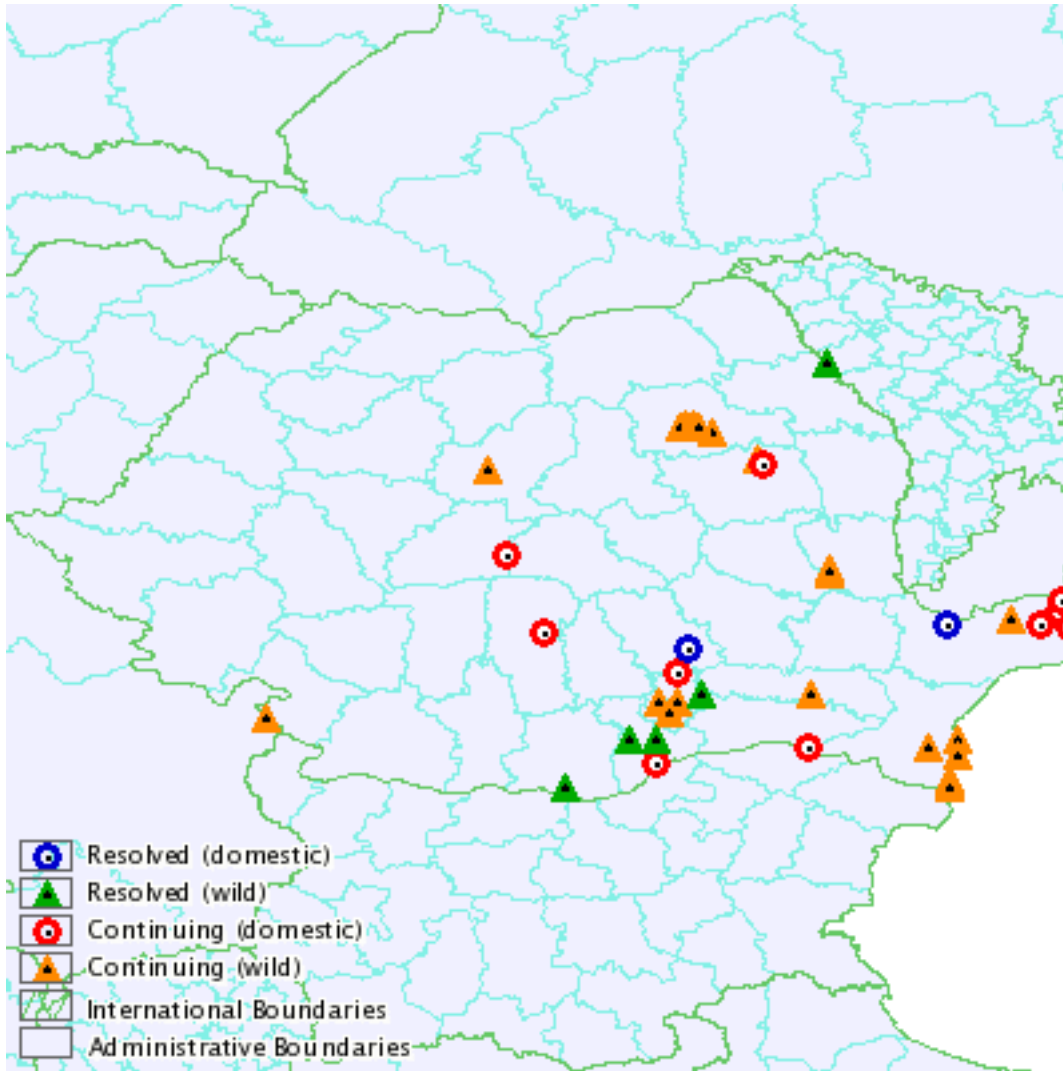 Resolved (domestic)
Resolved (wild)
Continuing (domestic)
Continuing (wild)
International Boundaries
Administrative Boundaries